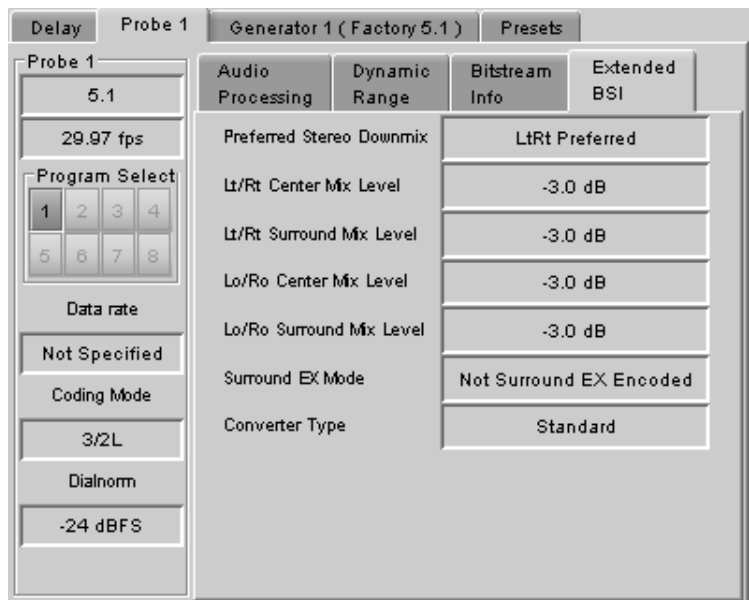 Delay Probe 1 Generator 1 ( Factory 5.1 ) Presets
Probe 1
5.1
29.97 fps
Program Select
1 2 3 4
5 6 7 8
Data rate
Not Specified
Coding Mode
3/2L
Dialnorm
-24 dBFS
Audio Processing
Dynamic Range
Bitstream Info
Extended BSI
Preferred Stereo Downmix LtRt Preferred
Lt/Rt Center Mix Level -3.0 dB
Lt/Rt Surround Mix Level -3.0 dB
Lo/Ro Center Mix Level -3.0 dB
Lo/Ro Surround Mix Level -3.0 dB
Surround EX Mode Not Surround EX Encoded
Converter Type Standard